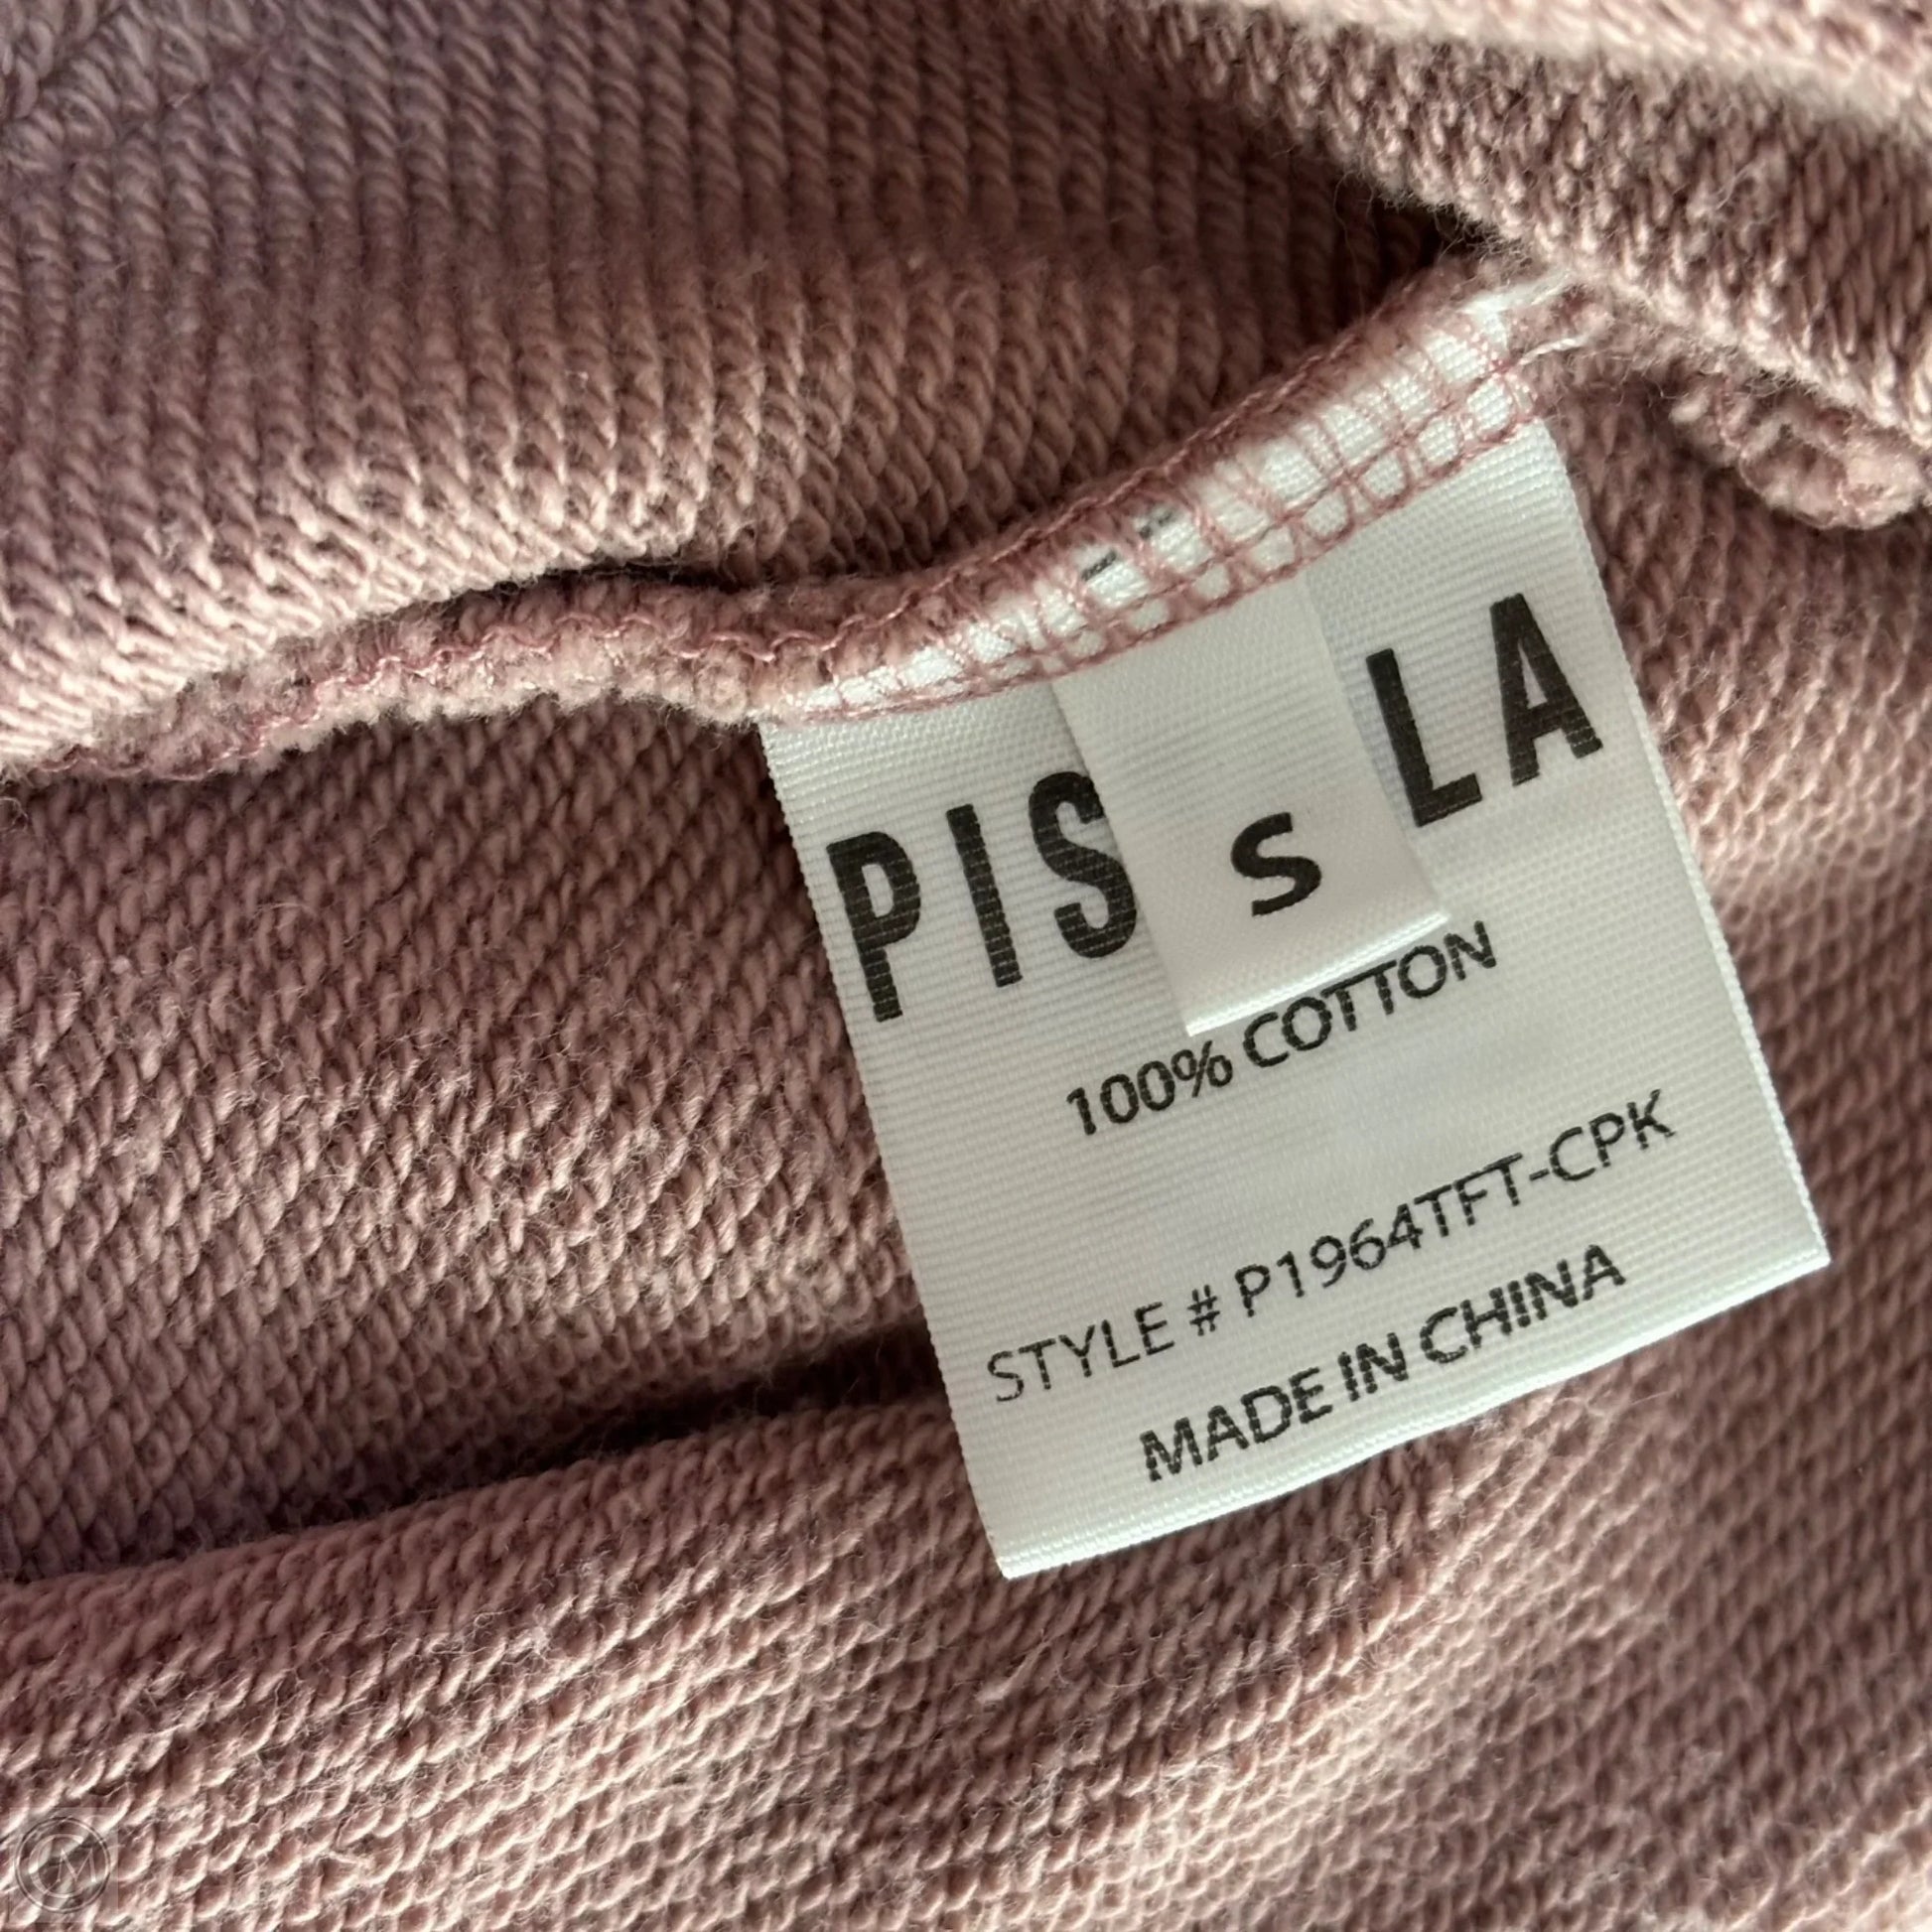 PIS LA
S
100% COTTON
STYLE # P1964TFT-CPK
MADE IN CHINA